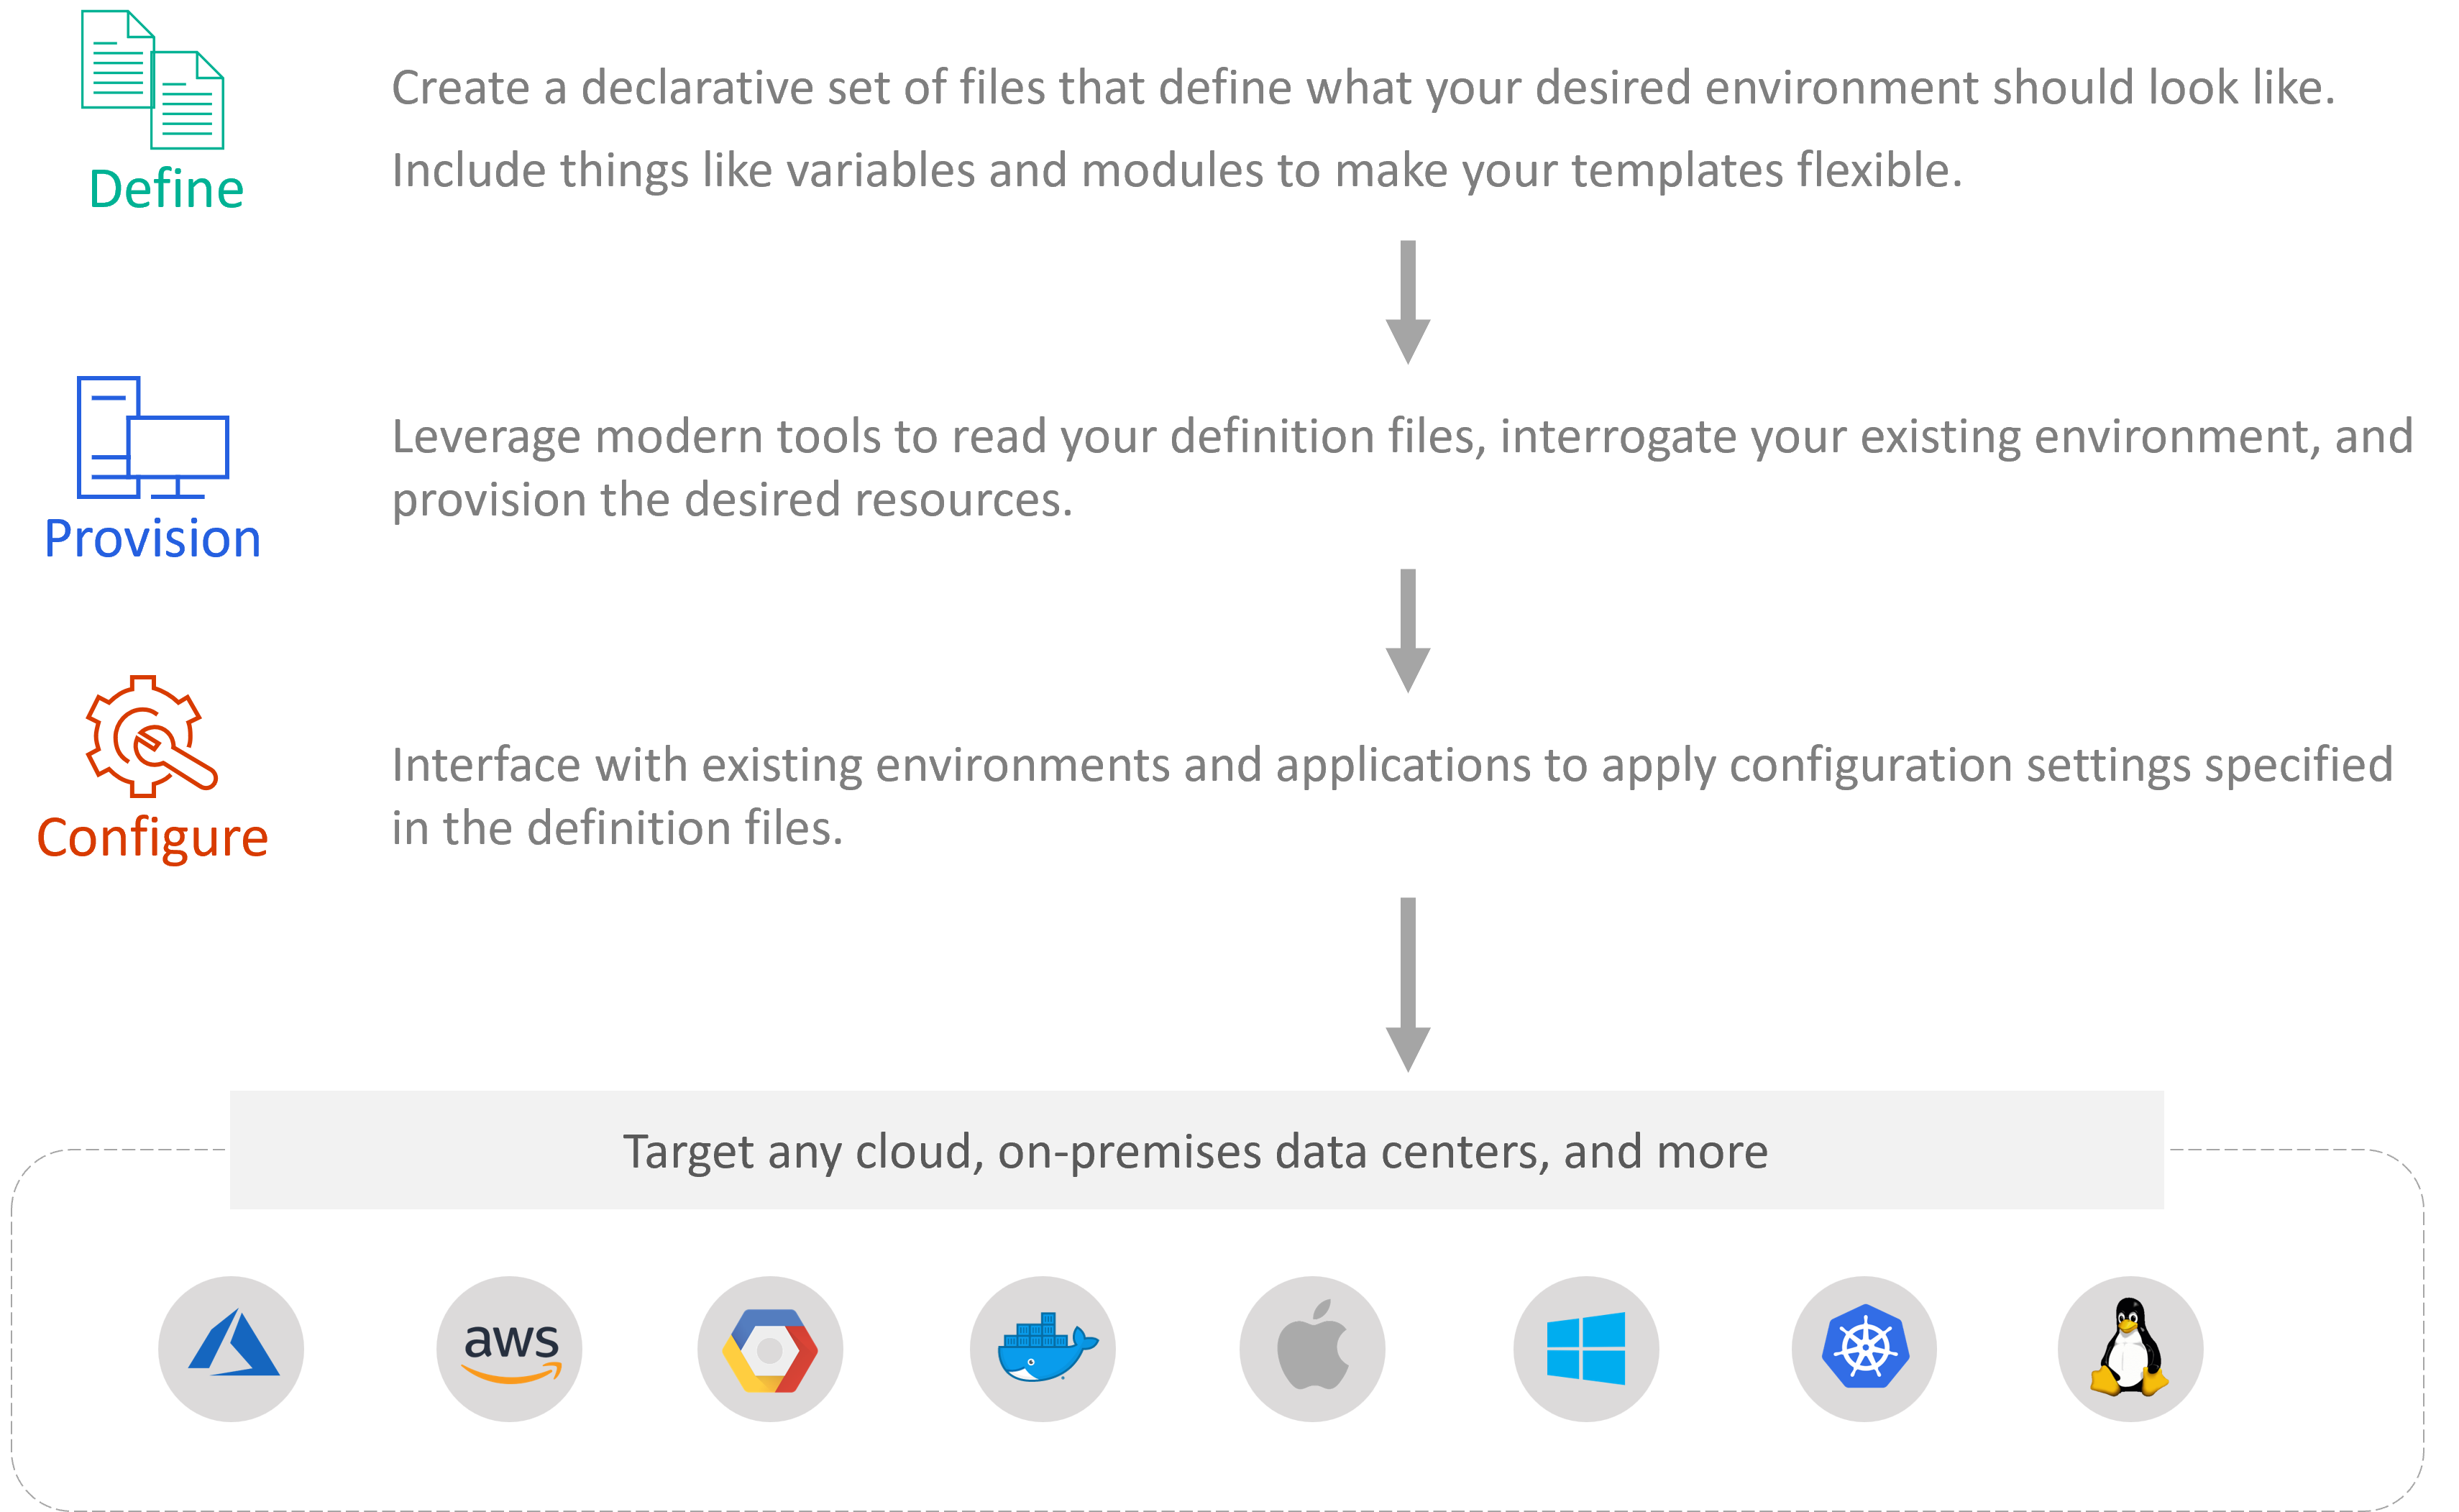 Create a declarative set of files that define what your desired environment should look like.
Include things like variables and modules to make your templates flexible.
Define
Leverage modern tools to read your definition files, interrogate your existing environment, and
provision the desired resources.
Provision
Interface with existing environments and applications to apply configuration settings specified
in the defintion files.
Configure
Target any cloud, on-premises data centers, and more
aws